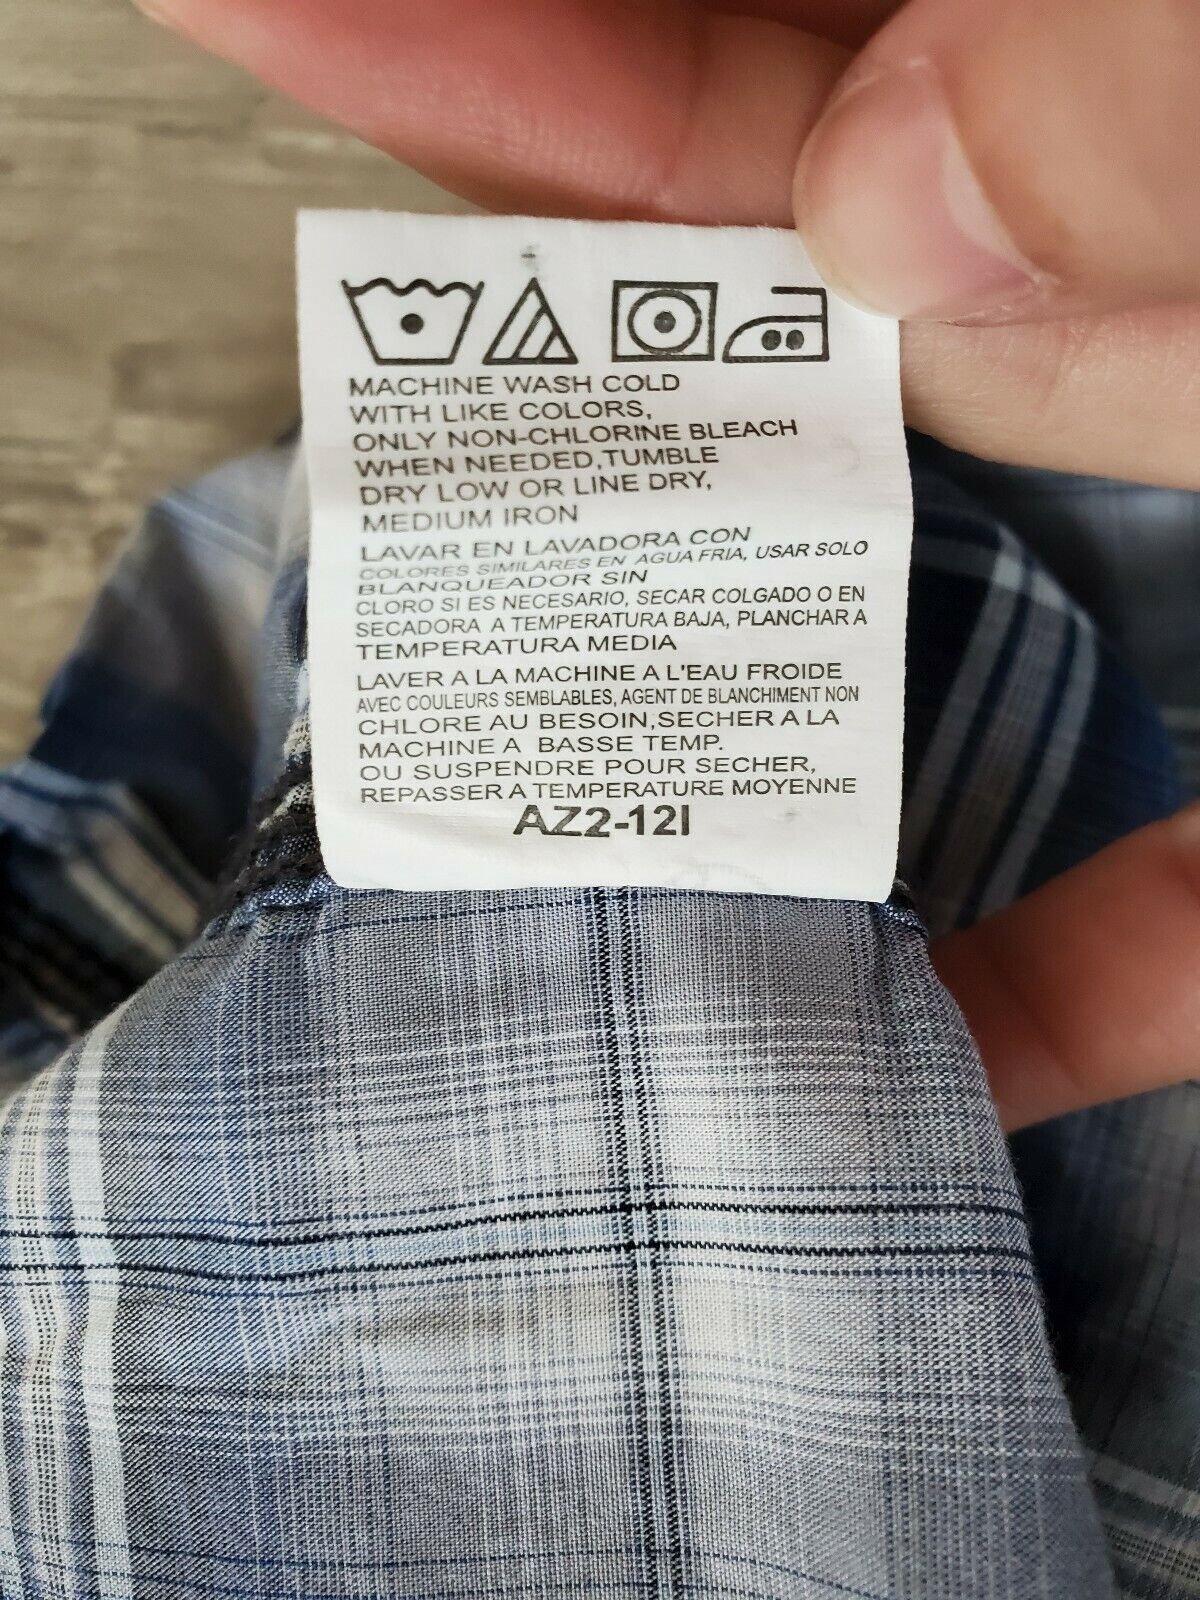 MACHINE WASH COLD
WITH LIKE COLORS,
ONLY NON-CHLORINE BLEACH
WHEN NEEDED,TUMBLE
DRY LOW OR LINE DRY,
MEDIUM IRON
LAVAR EN LAVADORA CON
COLORES SIMILARES EN AGUA FRIA, USAR SOLO
BLANQUEADOR SIN
CLORO SI ES NECESARIO, SECAR COLGADO O EN
SECADORA A TEMPERATURA BAJA, PLANCHAR A
TEMPERATURA MEDIA
LAVER A LA MACHINE A L'EAU FROIDE
AVEC COULEURS SEMBLABLES, AGENT DE BLANCHIMENT NON
CHLORE AU BESOIN,SECHER A LA
MACHINE A BASSE TEMP.
OU SUSPENDRE POUR SECHER,
REPASSER A TEMPERATURE MOYENNE
AZ2-12I